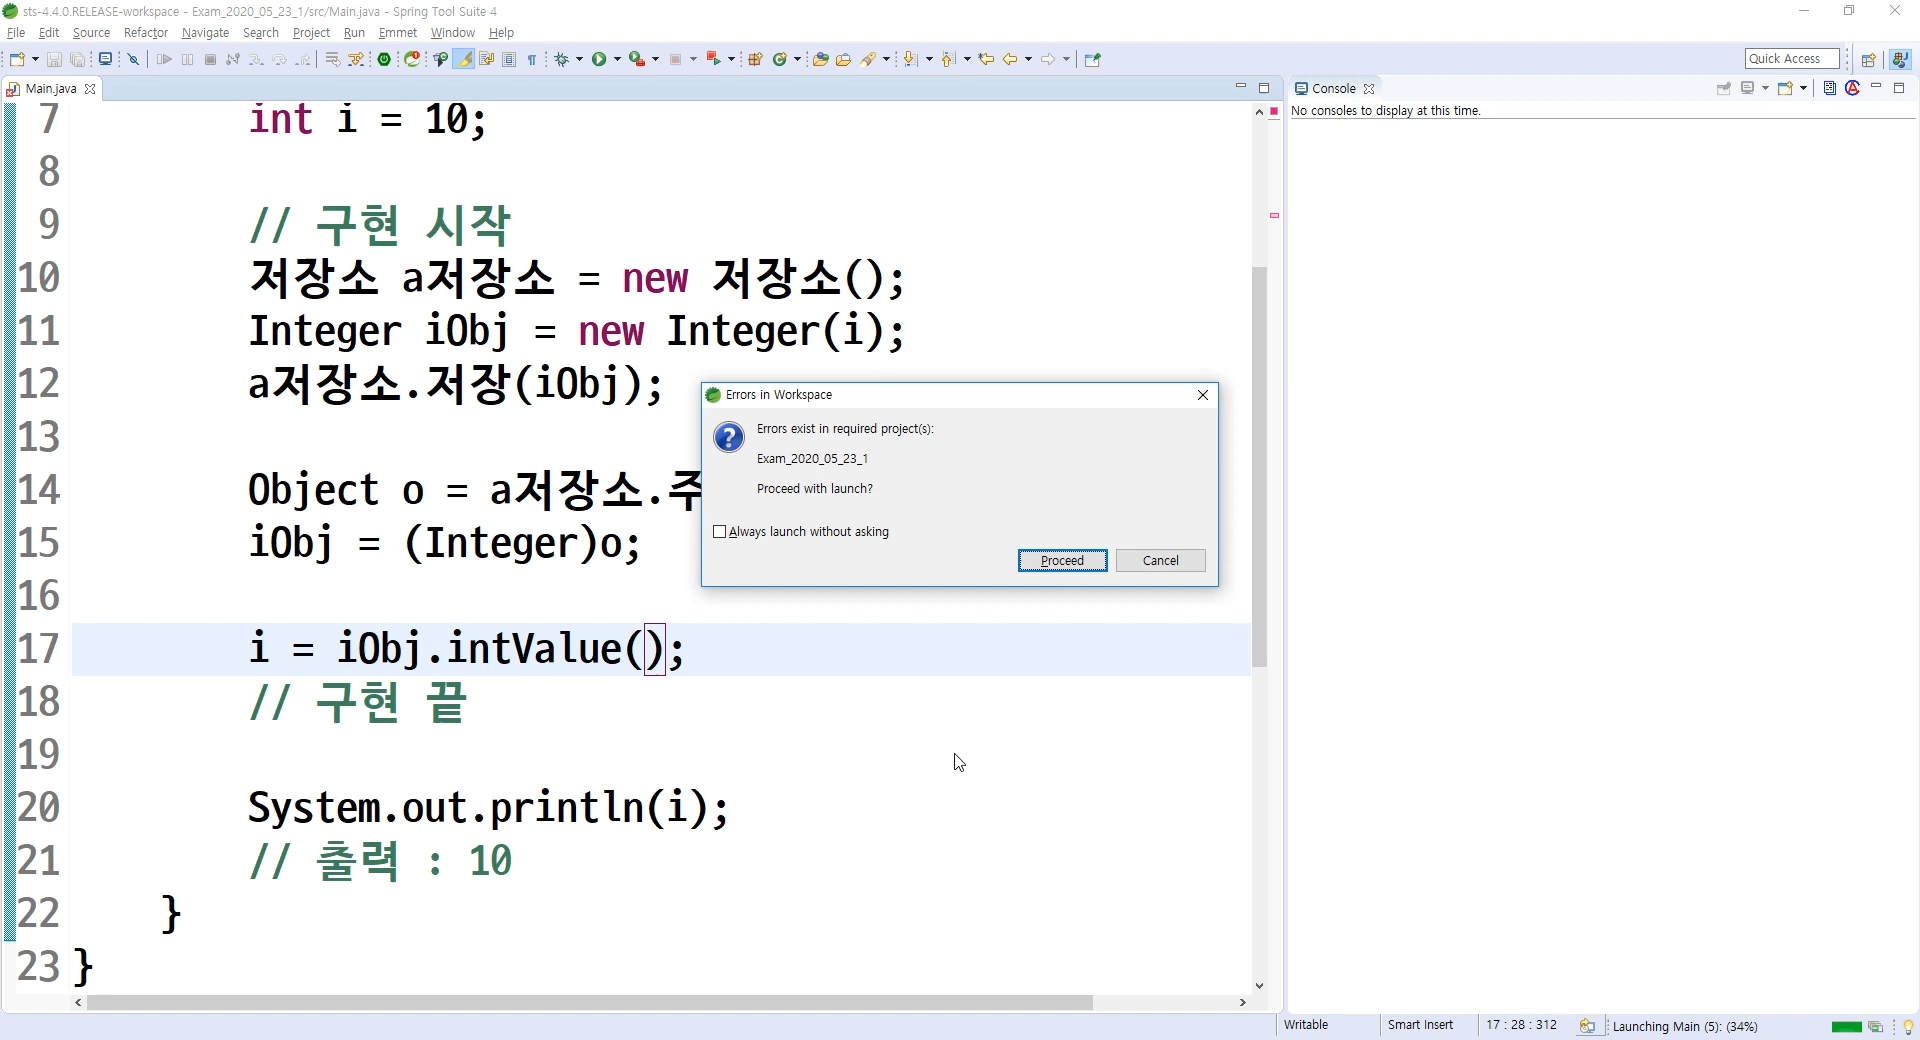 sts-4.4.0.RELEASE-workspace - Exam_2020_05_23_1/src/Main.java - Spring Tool Suite 4
File Edit Source Refactor Navigate Search Project Run Emmet Window Help
Quick Access
Main.java
Console
No consoles to display at this time.
7 int i = 10;
8
9 // 구현 시작
10 저장소 a저장소 = new 저장소();
11 Integer iObj = new Integer(i);
12 a저장소.저장(iObj);
13
14 Object o = a저장소.주
15 iObj = (Integer)o;
16
17 i = iObj.intValue();
18 // 구현 끝
19
20 System.out.println(i);
21 // 출력 : 10
22 }
23 }
Errors in Workspace
Errors exist in required project(s):
Exam_2020_05_23_1
Proceed with launch?
Always launch without asking
Proceed Cancel
Writable Smart Insert 17 : 28 : 312 Launching Main (5): (34%)